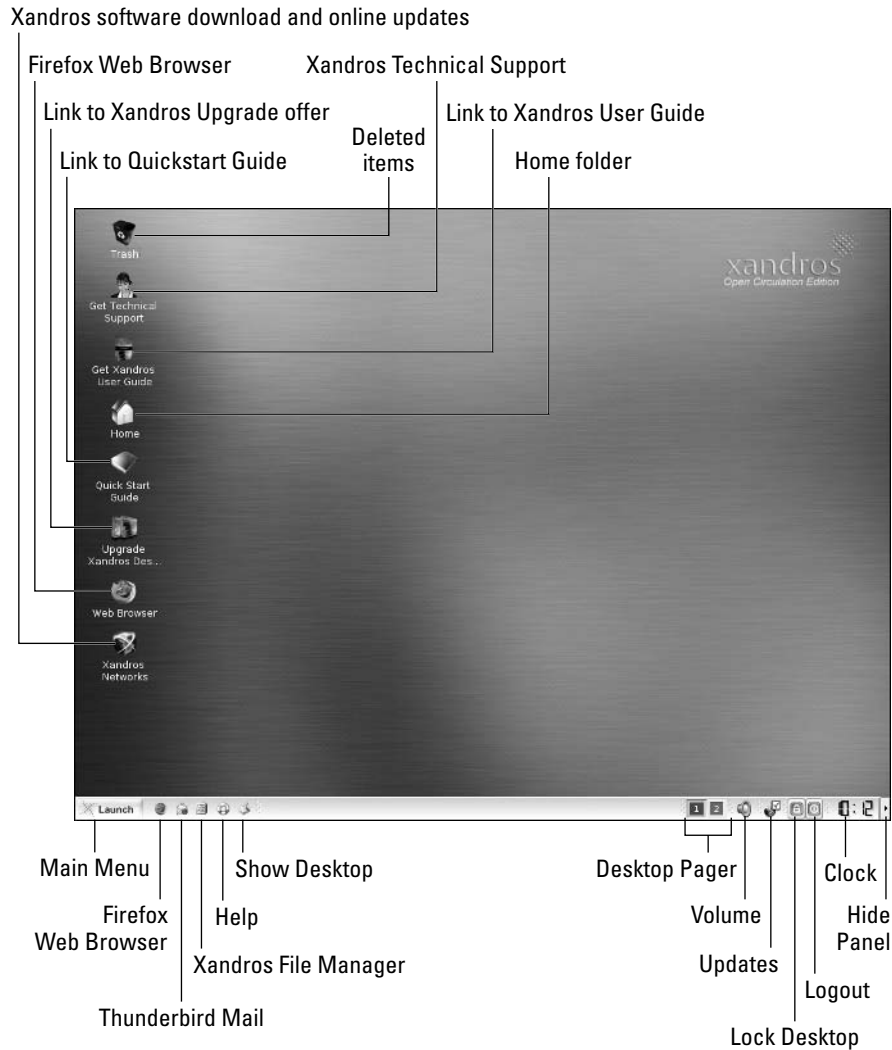 Xandros software download and online updates
Firefox Web Browser
Xandros Technical Support
Link to Xandros Upgrade offer
Link to Xandros User Guide
Deleted
items
Link to Quickstart Guide
Home folder
Trash
xandros
Open Circulation Edition
Get Technical
Support
Get Xandros
User Guide
Home
Quick Start
Guide
Upgrade
Xandros Des...
Web Browser
Xandros
Networks
Launch
1 2
0:12
Main Menu
Show Desktop
Desktop Pager
Clock
Firefox
Web Browser
Help
Volume
Hide
Panel
Xandros File Manager
Updates
Logout
Thunderbird Mail
Lock Desktop